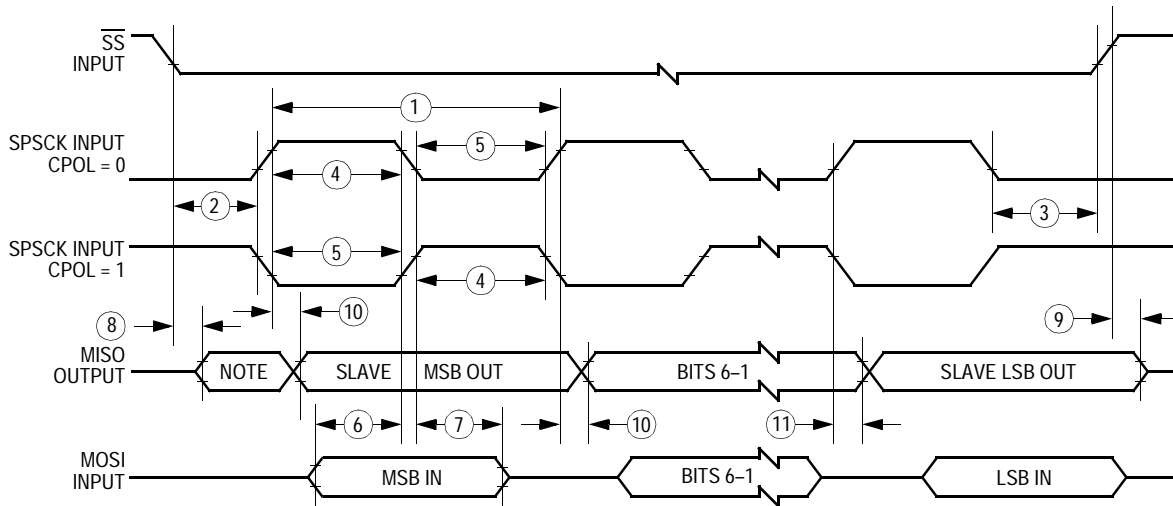 SS
INPUT
1
SPSCK INPUT
CPOL = 0
5
4
2
3
SPSCK INPUT
CPOL = 1
5
4
8
10
9
MISO
OUTPUT
NOTE
SLAVE MSB OUT
BITS 6–1
SLAVE LSB OUT
6
7
10
11
MOSI
INPUT
MSB IN
BITS 6–1
LSB IN